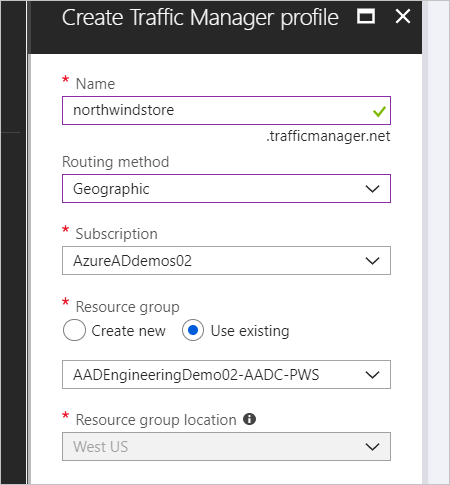 Create Traffic Manager profile
* Name
northwindstore
.trafficmanager.net
Routing method
Geographic
* Subscription
AzureADdemos02
* Resource group
Create new Use existing
AADEngineeringDemo02-AADC-PWS
* Resource group location
West US